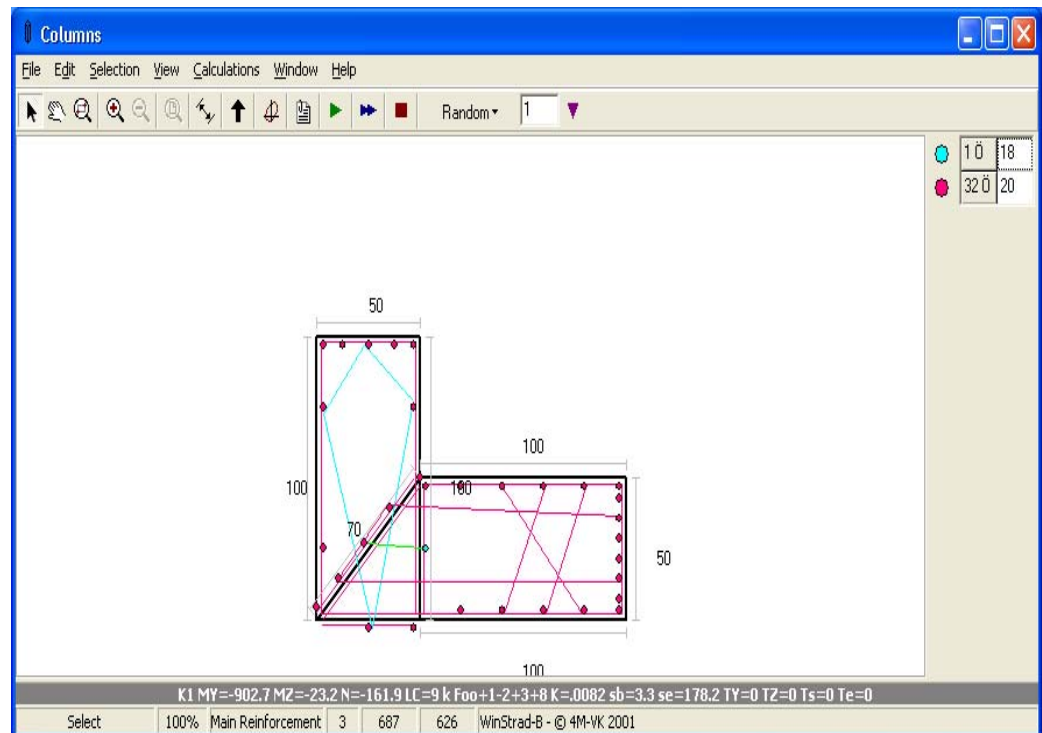 Columns
File Edit Selection View Calculations Window Help
Random 1
1 Ö 18
32 Ö 20
50
100
100
100
70
50
100
K1 MY=-902.7 MZ=-23.2 N=-161.9 LC=9 k Foo+1-2+3+8 K=.0082 sb=3.3 se=178.2 TY=0 TZ=0 Ts=0 Te=0
Select 100% Main Reinforcement 3 687 626 WinStrad-B - © 4M-VK 2001